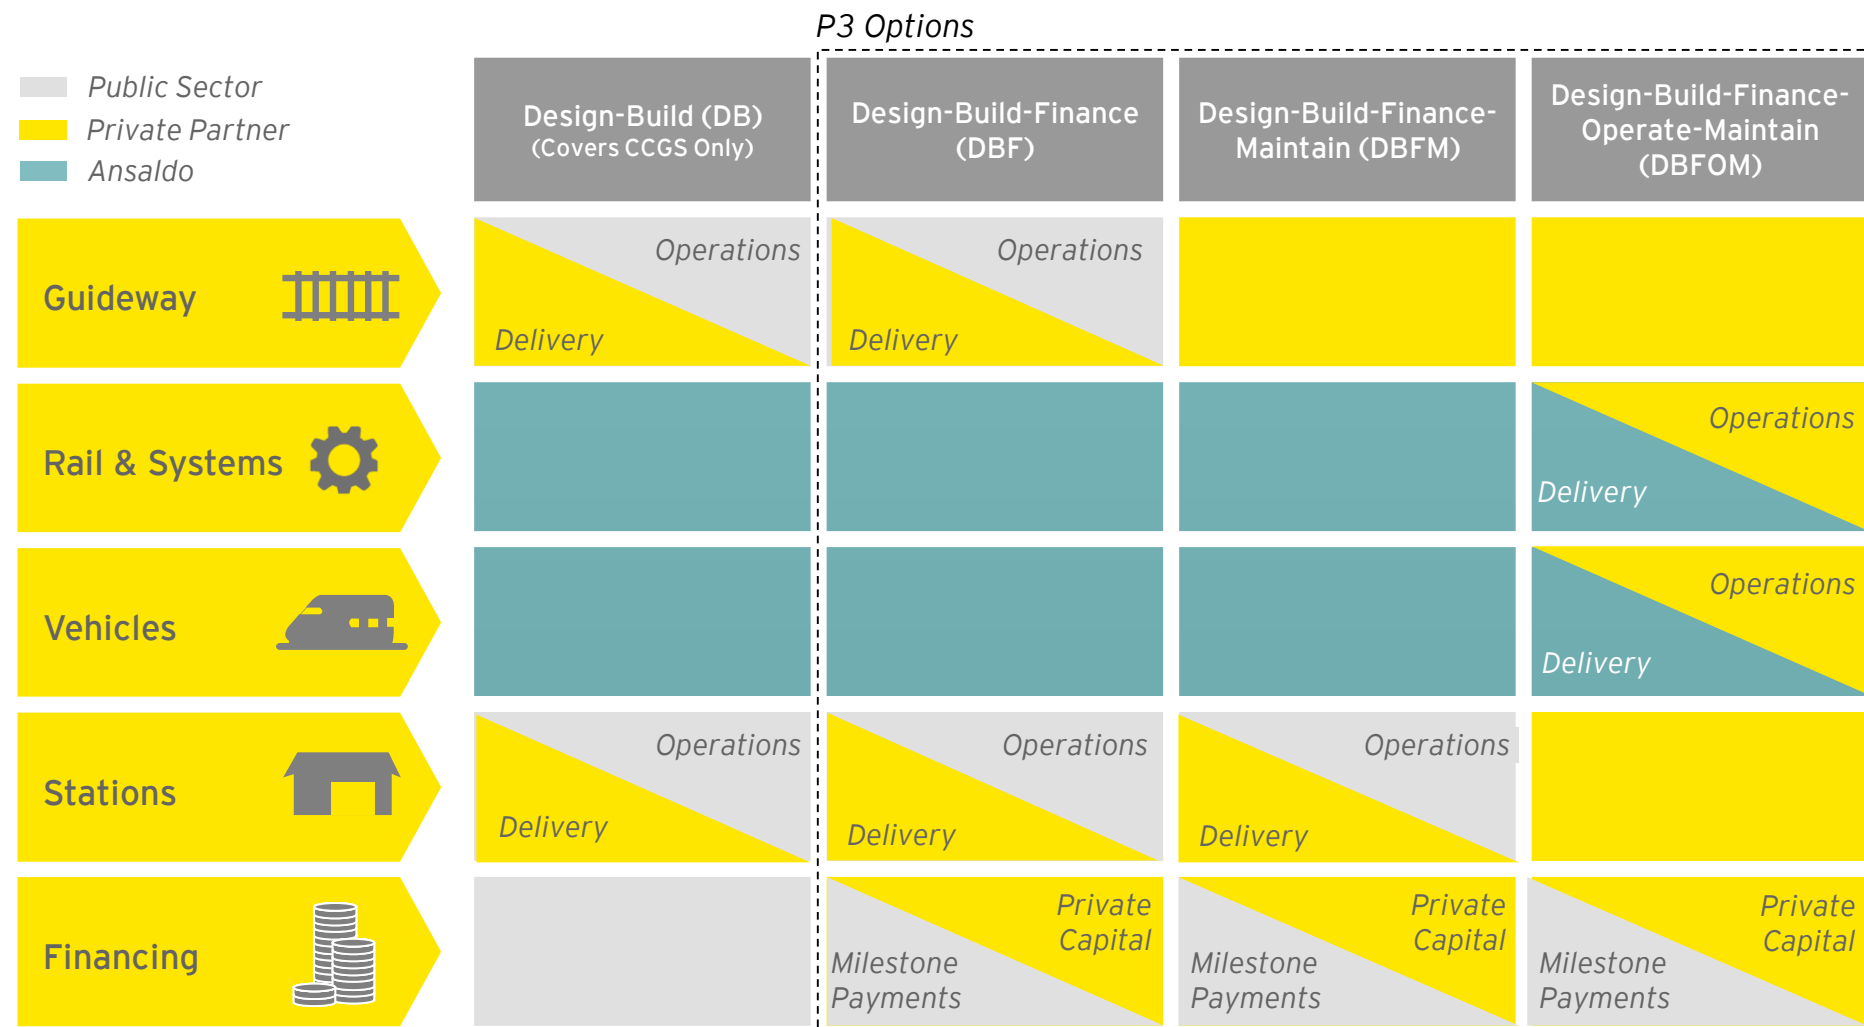 P3 Options
Public Sector
Private Partner
Ansaldo
Design-Build (DB)
(Covers CCGS Only)
Design-Build-Finance
(DBF)
Design-Build-Finance-
Maintain (DBFM)
Design-Build-Finance-
Operate-Maintain
(DBFOM)
Guideway
Operations
Delivery
Operations
Delivery
Rail & Systems
Operations
Delivery
Vehicles
Operations
Delivery
Stations
Operations
Delivery
Operations
Delivery
Operations
Delivery
Financing
Private
Capital
Milestone
Payments
Private
Capital
Milestone
Payments
Private
Capital
Milestone
Payments